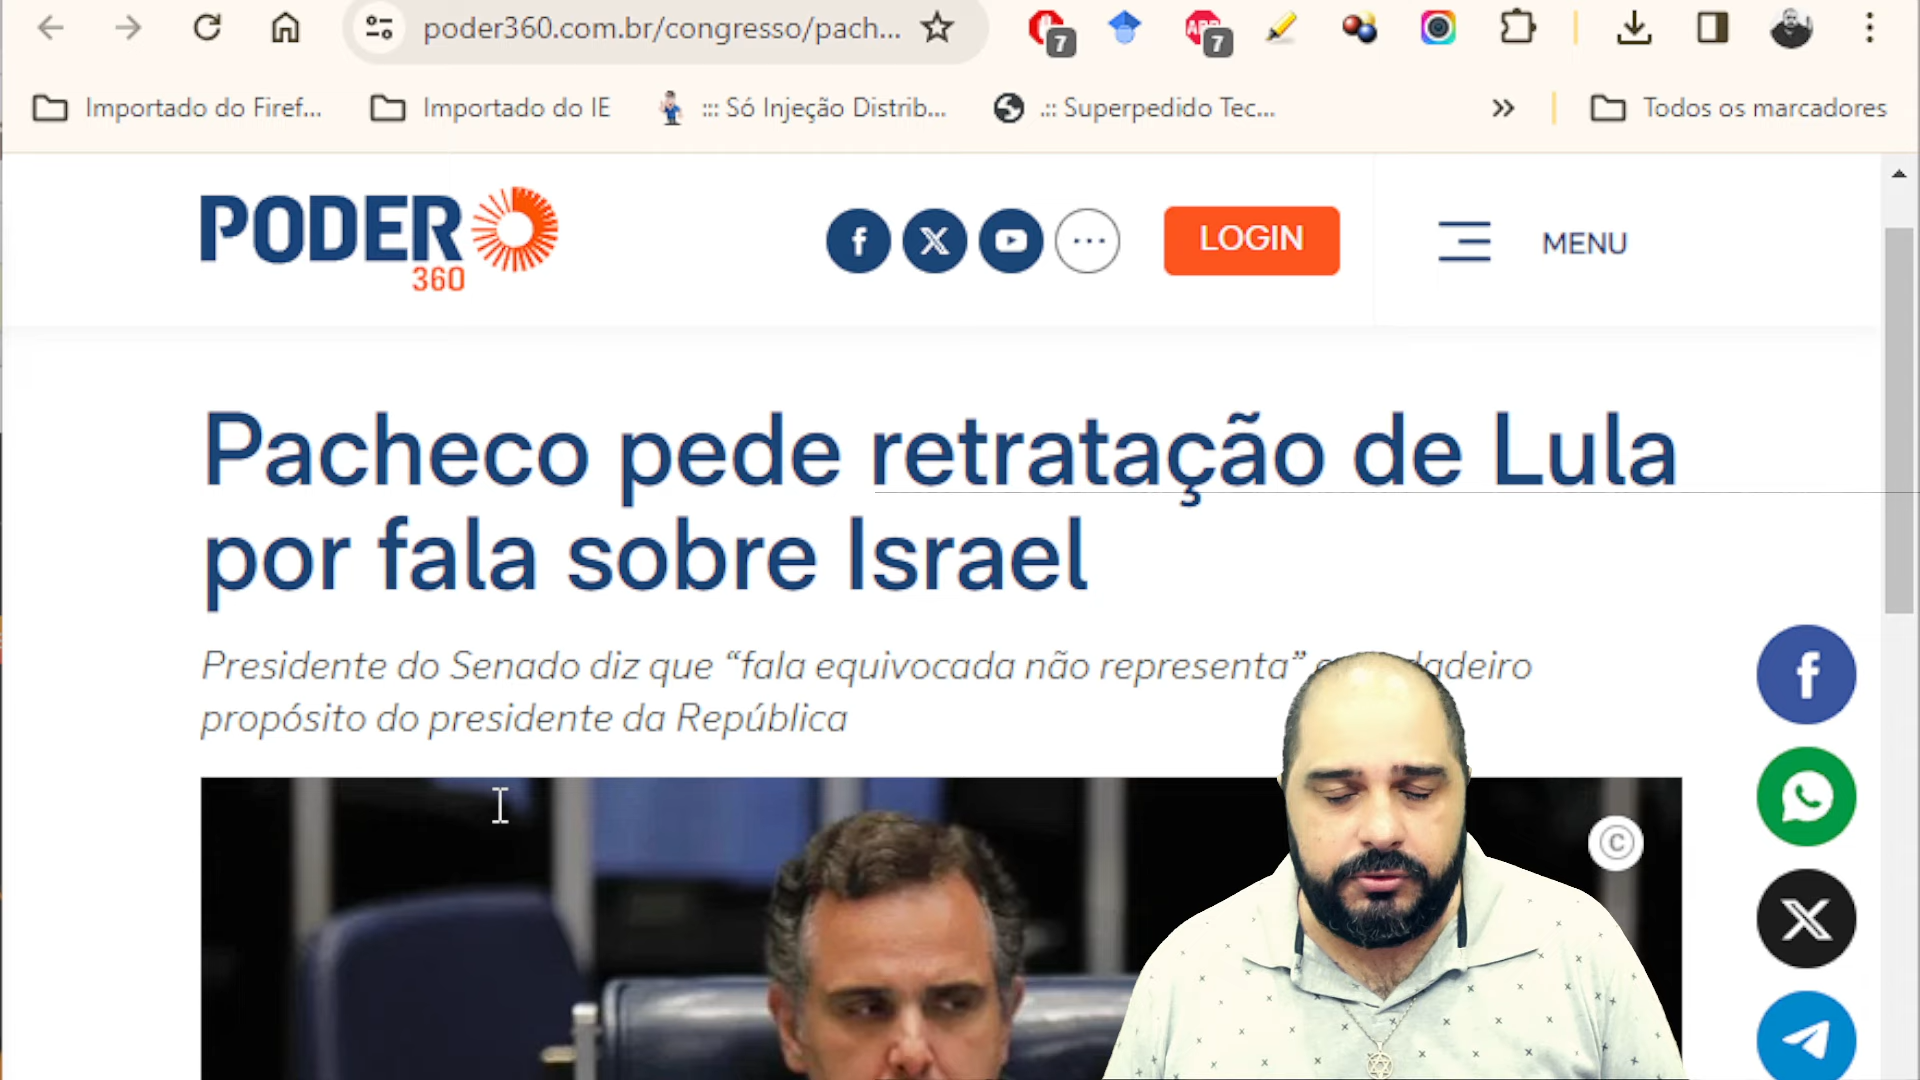 poder360.com.br/congresso/pach...
7
7
Importado do Firef...
Importado do IE
::: Só Injeção Distrib...
.:: Superpedido Tec...
Todos os marcadores
PODER
360
LOGIN
MENU
Pacheco pede retratação de Lula
por fala sobre Israel
Presidente do Senado diz que “fala equivocada não representa”
propósito do presidente da República